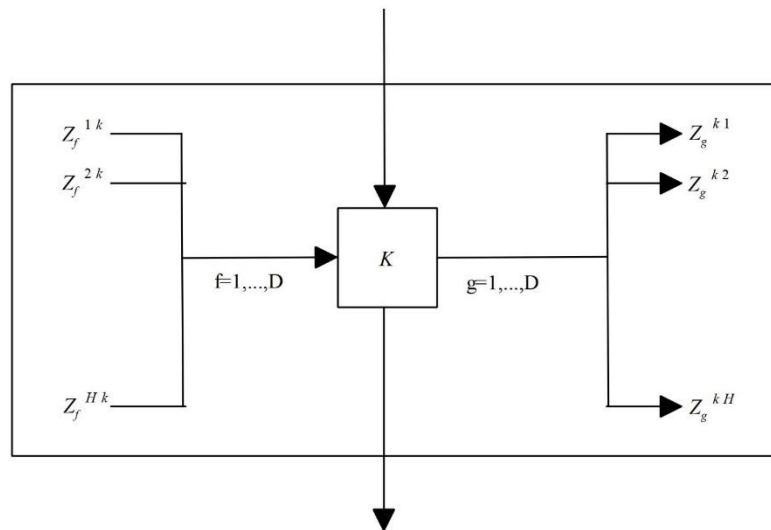 Z_f^{1 k}
Z_g^{k 1}
Z_f^{2 k}
Z_g^{k 2}
K
f=1,...,D
g=1,...,D
Z_f^{H k}
Z_g^{k H}